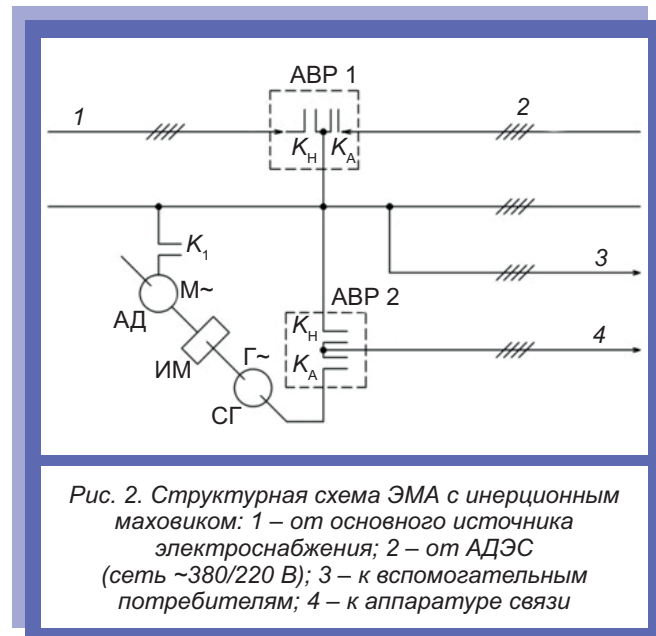 АВР 1
1
2
Kн Kа
K1
3
М~
АВР 2
АД
Kн
4
ИМ
Г~
Kа
СГ
Рис. 2. Структурная схема ЭМА с инерционным
маховиком: 1 – от основного источника
электроснабжения; 2 – от АДЭС
(сеть ~380/220 В); 3 – к вспомогательным
потребителям; 4 – к аппаратуре связи